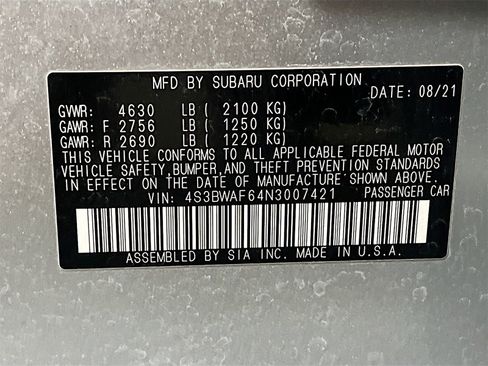 MFD BY SUBARU CORPORATION
DATE: 08/21
GVWR: 4630 LB ( 2100 KG)
GAWR: F 2756 LB ( 1250 KG)
GAWR: R 2690 LB ( 1220 KG)
THIS VEHICLE CONFORMS TO ALL APPLICABLE FEDERAL MOTOR
VEHICLE SAFETY,BUMPER,AND THEFT PREVENTION STANDARDS
IN EFFECT ON THE DATE OF MANUFACTURE SHOWN ABOVE.
VIN: 4S3BWAF64N3007421 PASSENGER CAR
ASSEMBLED BY SIA INC. MADE IN U.S.A.